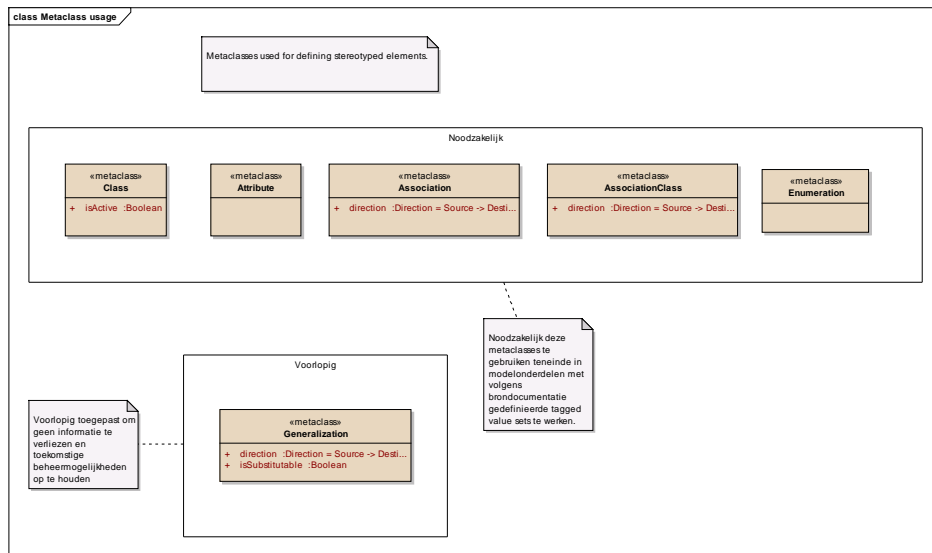 class Metaclass usage
Metaclasses used for defining stereotyped elements.
Noodzakelijk
«metaclass»
Class
+ isActive :Boolean
«metaclass»
Attribute
«metaclass»
Association
+ direction :Direction = Source -> Desti...
«metaclass»
AssociationClass
+ direction :Direction = Source -> Desti...
«metaclass»
Enumeration
Noodzakelijk deze
metaclasses te
gebruiken teneinde in
modelonderdelen met
volgens
brondocumentatie
gedefinieerde tagged
value sets te werken.
Voorlopig
«metaclass»
Generalization
+ direction :Direction = Source -> Desti...
+ isSubstitutable :Boolean
Voorlopig toegepast om
geen informatie te
verliezen en
toekomstige
beheermogelijkheden
op te houden